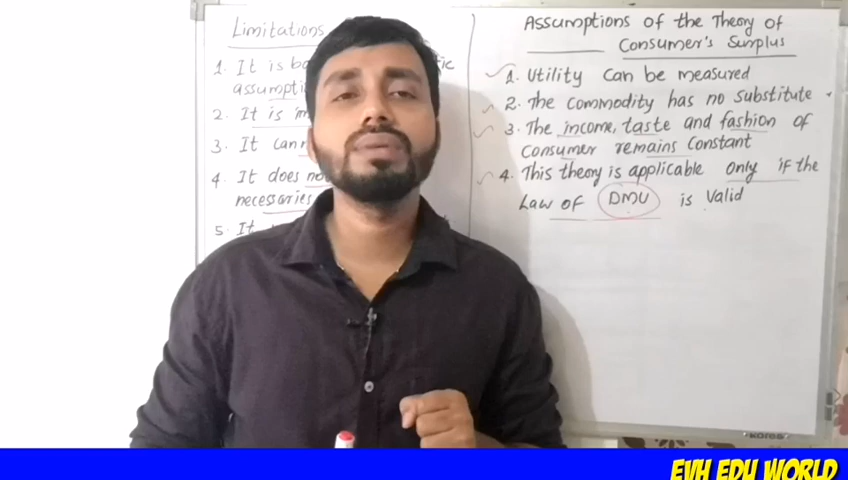 Limitations
1. It is
assumpti
2. It is im
3. It
4. It does
necessaries
5. It
Assumptions of the Theory of
Consumer's Surplus
1. Utility can be measured
2. The commodity has no substitute
3. The income, taste and fashion of
consumer remains constant
4. This theory is applicable only if the
Law of DMU is valid
kores
EVH EDU WORLD